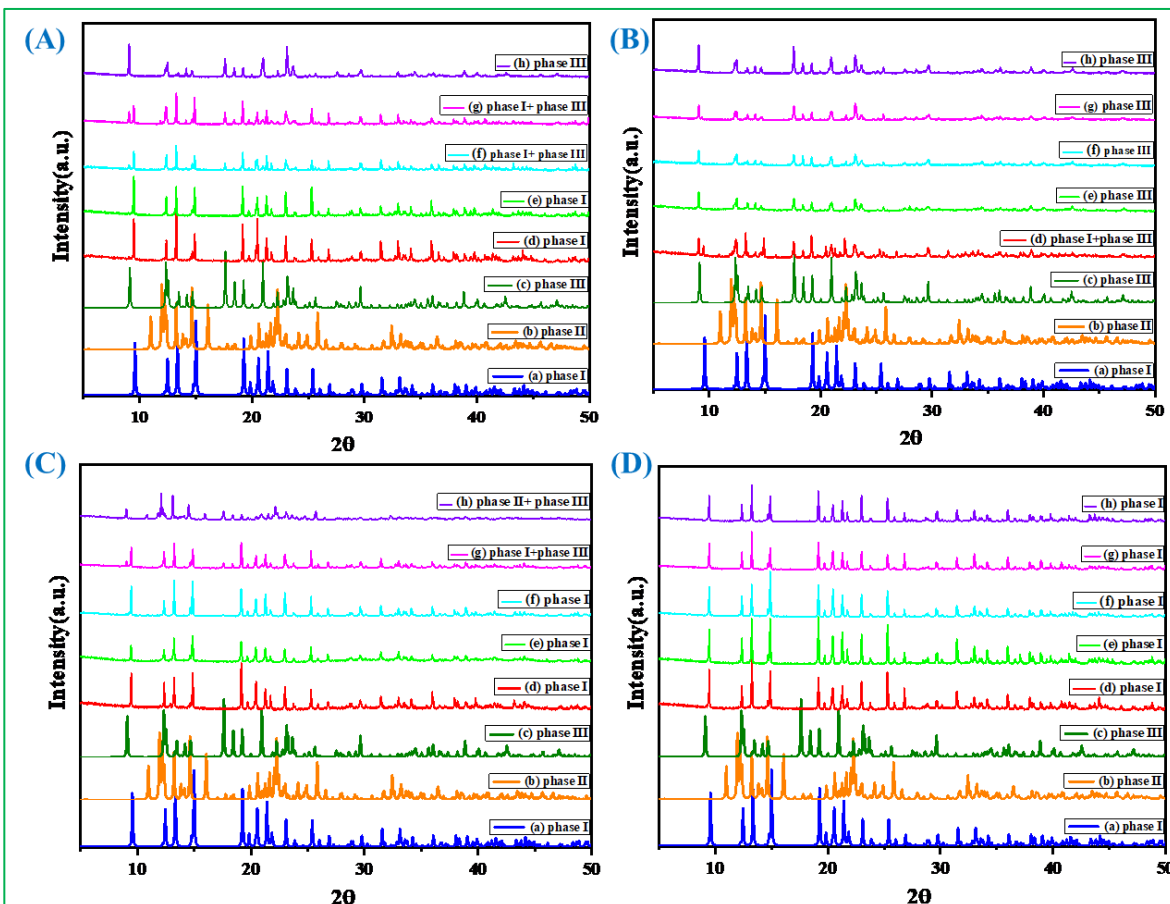 (A)
Intensity(a.u.)
(h) phase III
(g) phase I+ phase III
(f) phase I+ phase III
(e) phase I
(d) phase I
(c) phase III
(b) phase II
(a) phase I
10 20 30 40 50
2θ
(B)
Intensity(a.u.)
(h) phase III
(g) phase III
(f) phase III
(e) phase III
(d) phase I+phase III
(c) phase III
(b) phase II
(a) phase I
10 20 30 40 50
2θ
(C)
Intensity(a.u.)
(h) phase II+ phase III
(g) phase I+phase III
(f) phase I
(e) phase I
(d) phase I
(c) phase III
(b) phase II
(a) phase I
10 20 30 40 50
2θ
(D)
Intensity(a.u.)
(h) phase I
(g) phase I
(f) phase I
(e) phase I
(d) phase I
(c) phase III
(b) phase II
(a) phase I
10 20 30 40 50
2θ